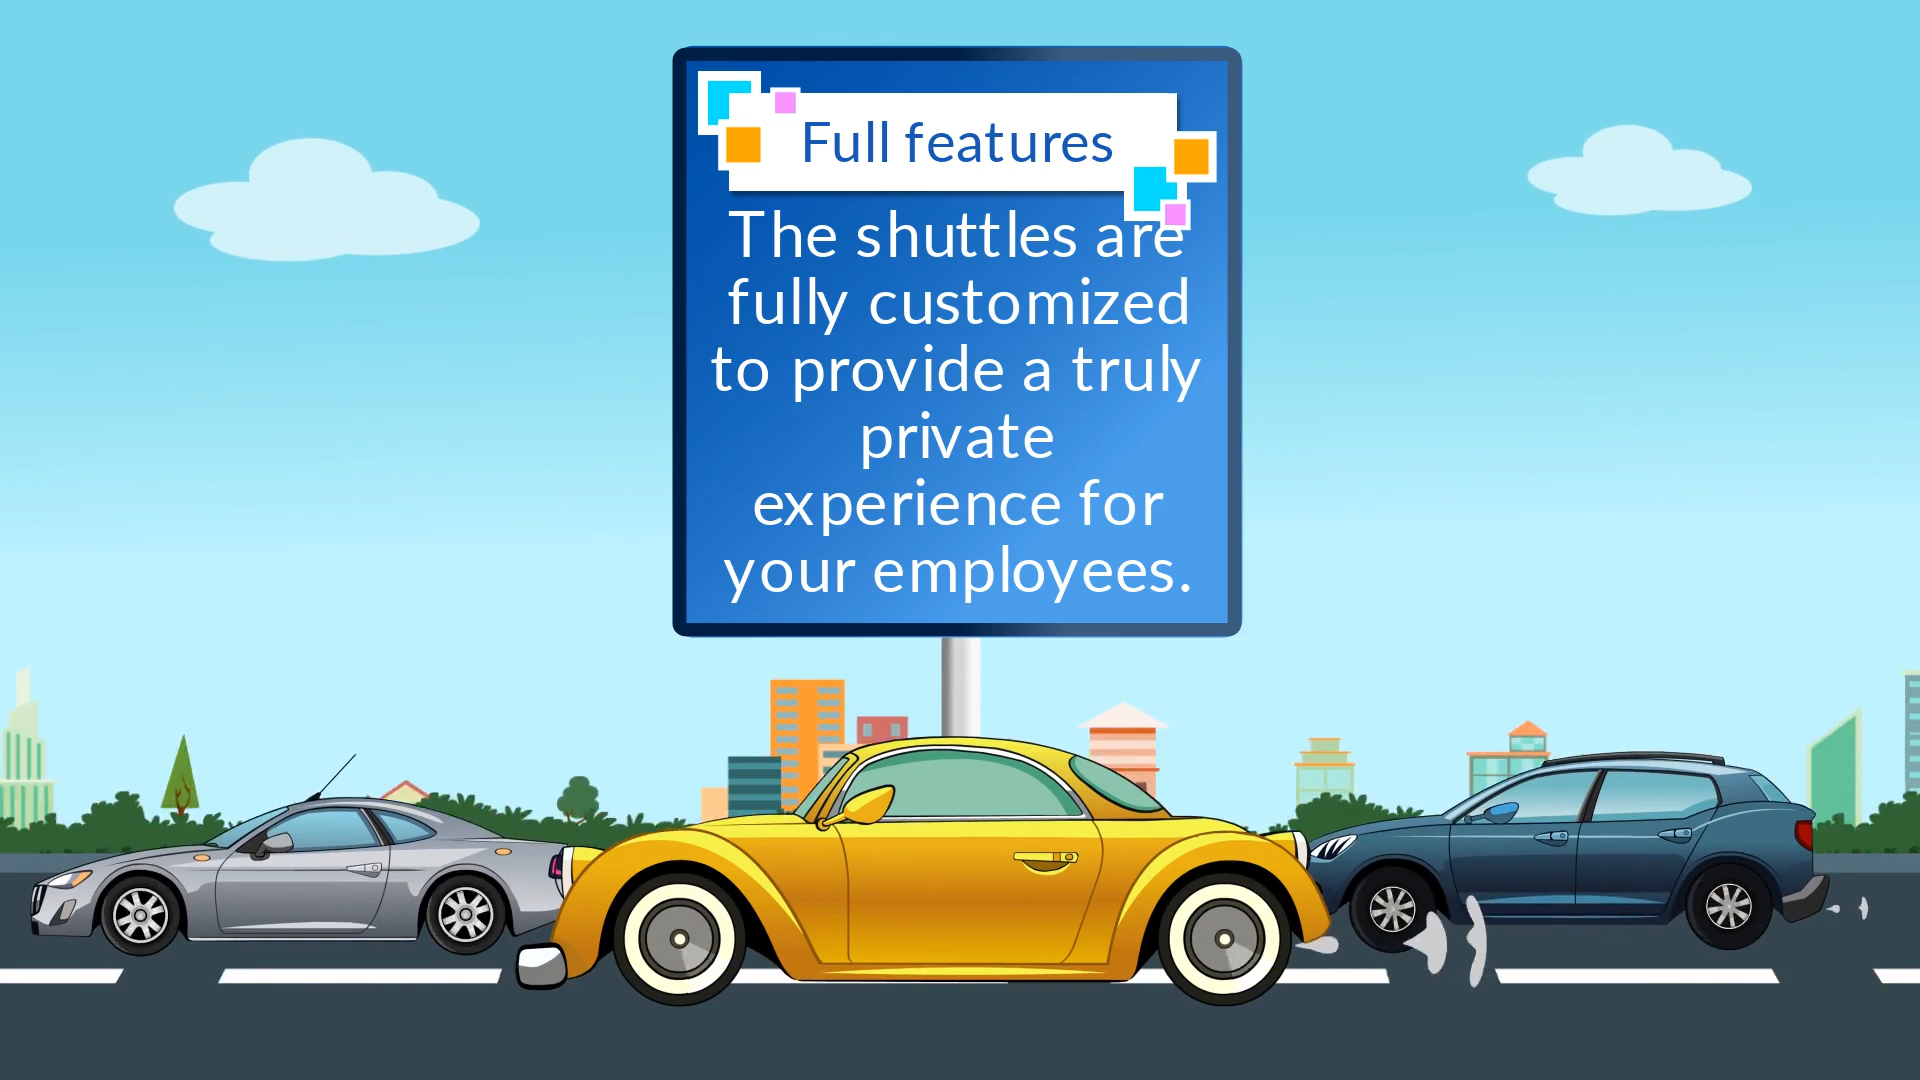 Full features
The shuttles are
fully customized
to provide a truly
private
experience for
your employees.